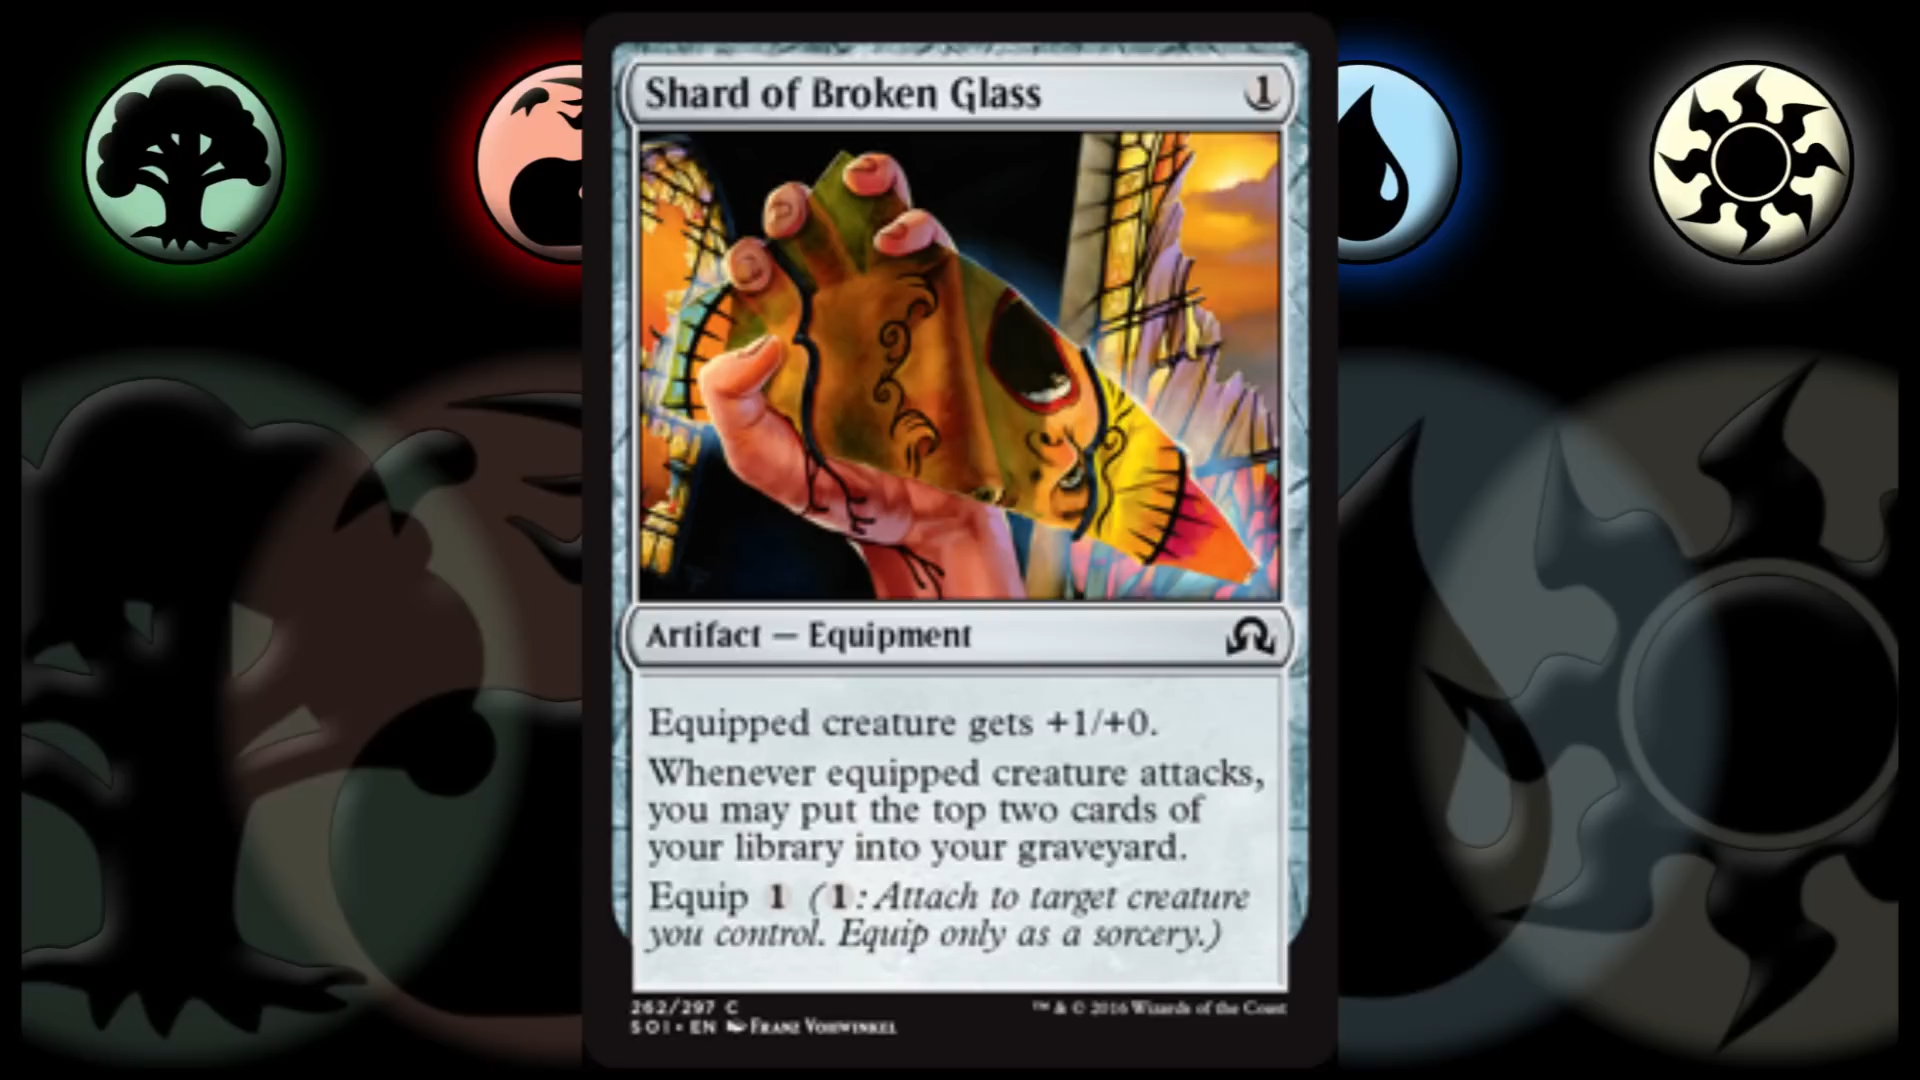 Shard of Broken Glass 1
Artifact — Equipment
Equipped creature gets +1/+0.
Whenever equipped creature attacks,
you may put the top two cards of
your library into your graveyard.
Equip 1 (1: Attach to target creature
you control. Equip only as a sorcery.)
262/297 C
SOI • EN Franz Vohwinkel
™ & © 2016 Wizards of the Coast